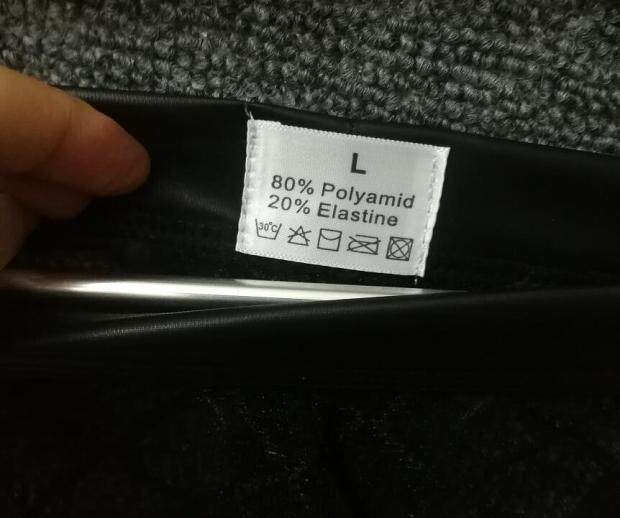 L
80% Polyamid
20% Elastine
30°C